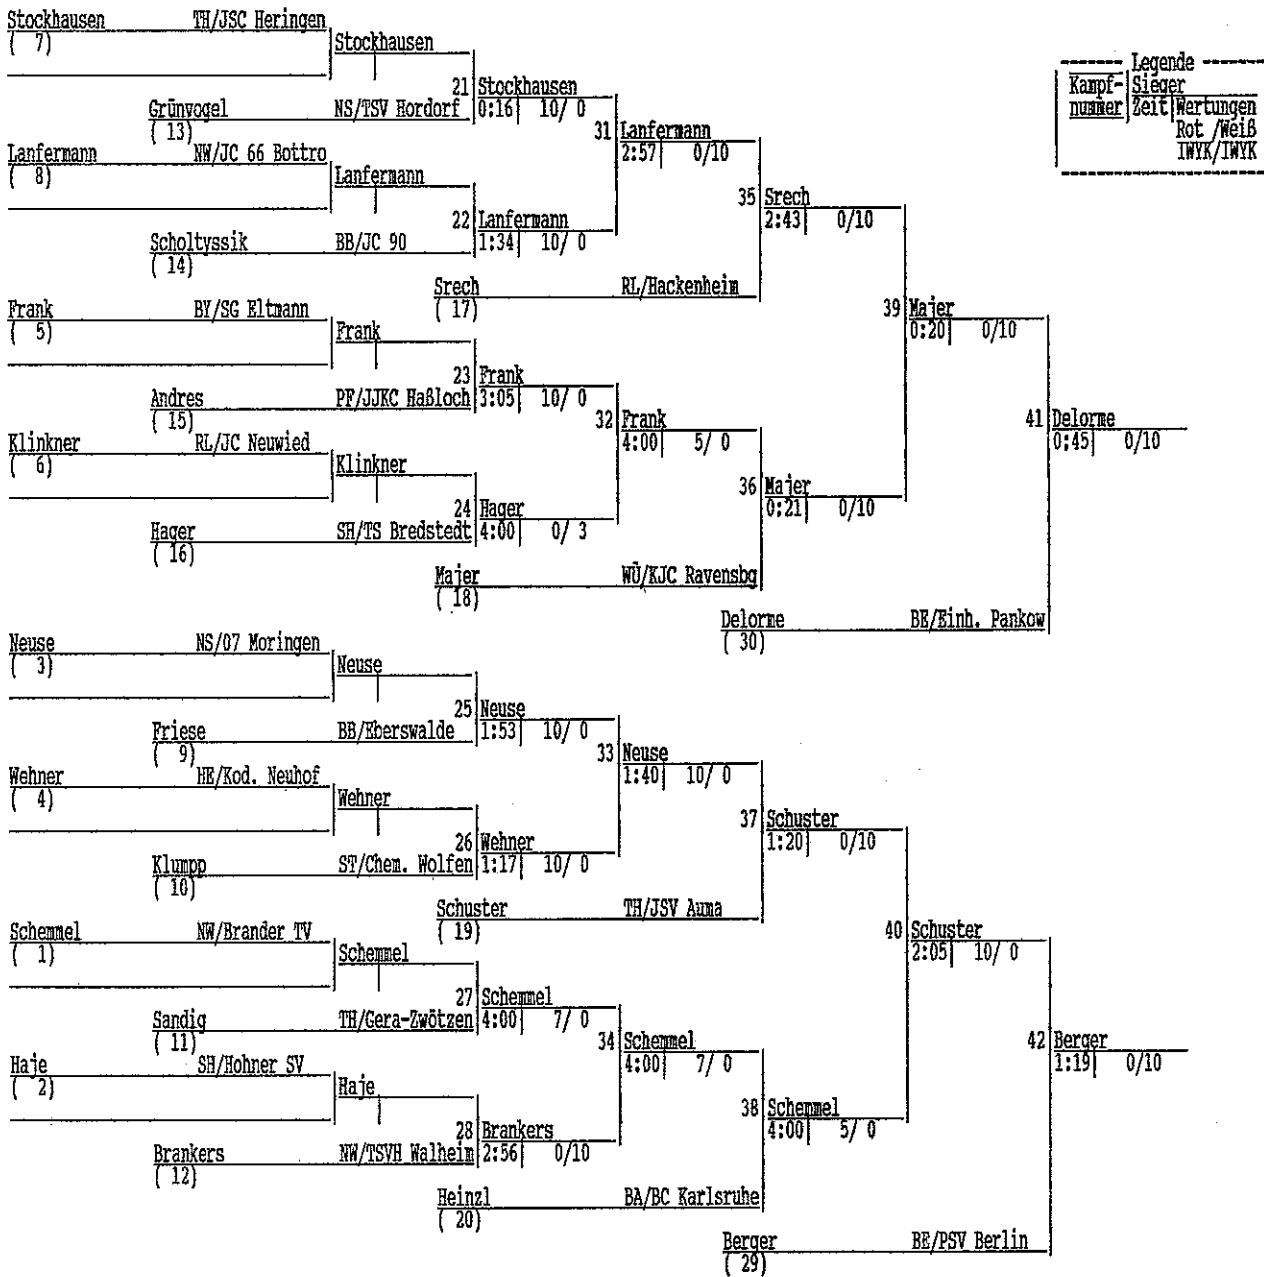 Stockhausen TH/JSC Heringen
( 7)
Stockhausen
Legende
Kampf- Sieger
nummer Zeit Wertungen
Rot /Weiß
IWYK/IWYK
21 Stockhausen
Grünvogel NS/TSV Hordorf 0:16 10/ 0
( 13)
31 Lanfermann
2:57 0/10
Lanfermann NW/JC 66 Bottro
( 8)
Lanfermann
35 Srech
2:43 0/10
22 Lanfermann
Scholtyssik BB/JC 90 1:34 10/ 0
( 14)
Srech RL/Hackenheim
( 17)
Frank BY/SG Eltmann
( 5)
Frank
39 Majer
0:20 0/10
23 Frank
Andres PF/JJKC Haßloch 3:05 10/ 0
( 15)
32 Frank
4:00 5/ 0
41 Delorme
0:45 0/10
Klinkner RL/JC Neuwied
( 6)
Klinkner
36 Majer
0:21 0/10
24 Hager
Hager SH/TS Bredstedt 4:00 0/ 3
( 16)
Majer WÜ/KJC Ravensbg
( 18)
Delorme BE/Einh. Pankow
( 30)
Neuse NS/07 Moringen
( 3)
Neuse
25 Neuse
Friese BB/Eberswalde 1:53 10/ 0
( 9)
33 Neuse
1:40 10/ 0
Wehner HE/Kod. Neuhof
( 4)
Wehner
37 Schuster
1:20 0/10
26 Wehner
Klumpp ST/Chem. Wolfen 1:17 10/ 0
( 10)
Schuster TH/JSV Auma
( 19)
Schemmel NW/Brander TV
( 1)
40 Schuster
2:05 10/ 0
Schemmel
27 Schemmel
Sandig TH/Gera-Zwötzen 4:00 7/ 0
( 11)
34 Schemmel
4:00 7/ 0
42 Berger
1:19 0/10
Haje SH/Hohner SV
( 2)
Haje
38 Schemmel
4:00 5/ 0
28 Brankers
Brankers NW/TSVH Walheim 2:56 0/10
( 12)
Heinzl BA/BC Karlsruhe
( 20)
Berger BE/PSV Berlin
( 29)